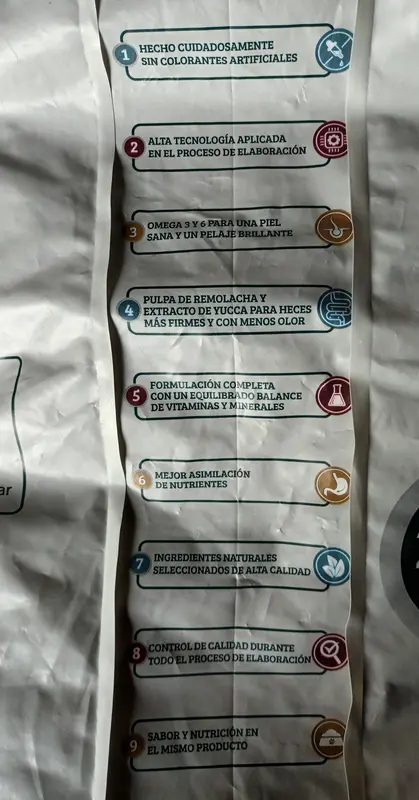 1
HECHO CUIDADOSAMENTE
SIN COLORANTES ARTIFICIALES
2
ALTA TECNOLOGÍA APLICADA
EN EL PROCESO DE ELABORACIÓN
3
OMEGA 3 Y 6 PARA UNA PIEL
SANA Y UN PELAJE BRILLANTE
4
PULPA DE REMOLACHA Y
EXTRACTO DE YUCCA PARA HECES
MÁS FIRMES Y CON MENOS OLOR
5
FORMULACIÓN COMPLETA
CON UN EQUILIBRADO BALANCE
DE VITAMINAS Y MINERALES
6
MEJOR ASIMILACIÓN
DE NUTRIENTES
7
INGREDIENTES NATURALES
SELECCIONADOS DE ALTA CALIDAD
8
CONTROL DE CALIDAD DURANTE
TODO EL PROCESO DE ELABORACIÓN
9
SABOR Y NUTRICIÓN EN
EL MISMO PRODUCTO